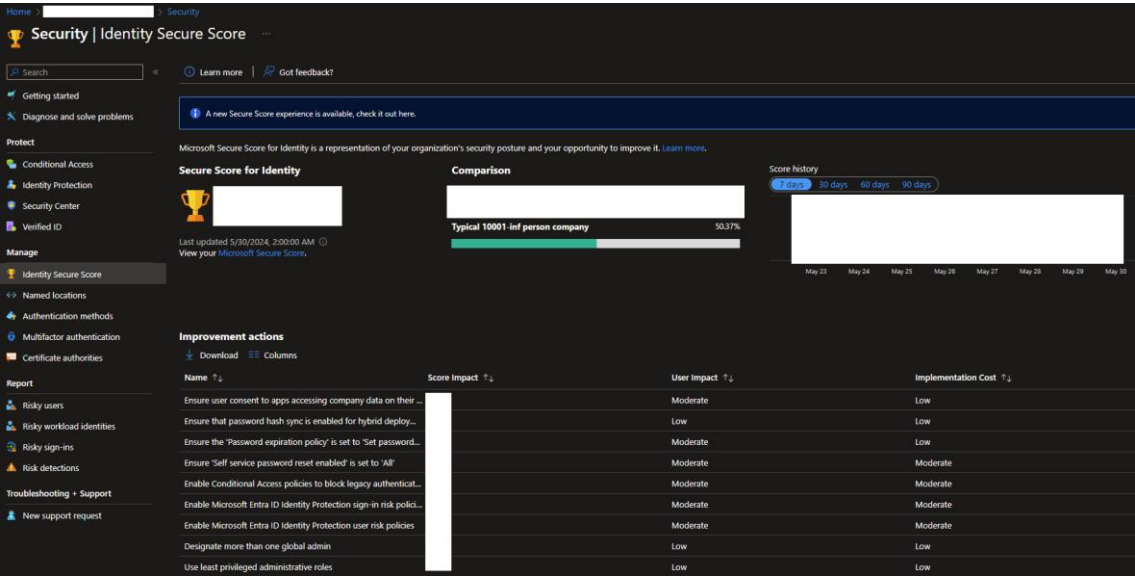 Home > > Security
Security | Identity Secure Score ...
Search «
Getting started
Diagnose and solve problems
Protect
Conditional Access
Identity Protection
Security Center
Verified ID
Manage
Identity Secure Score
Named locations
Authentication methods
Multifactor authentication
Certificate authorities
Report
Risky users
Risky workload identities
Risky sign-ins
Risk detections
Troubleshooting + Support
New support request
Learn more | Got feedback?
A new Secure Score experience is available, check it out here.
Microsoft Secure Score for Identity is a representation of your organization's security posture and your opportunity to improve it. Learn more.
Secure Score for Identity
Last updated 5/30/2024, 2:00:00 AM
View your Microsoft Secure Score.
Comparison
Typical 10001-inf person company 50.37%
Score history
7 days 30 days 60 days 90 days
May 23 May 24 May 25 May 26 May 27 May 28 May 29 May 30
Improvement actions
Download Columns
Name ↑↓ Score Impact ↑↓ User Impact ↑↓ Implementation Cost ↑↓
Ensure user consent to apps accessing company data on their ... Moderate Low
Ensure that password hash sync is enabled for hybrid deploy... Low Low
Ensure the 'Password expiration policy' is set to 'Set password... Moderate Low
Ensure 'Self service password reset enabled' is set to 'All' Moderate Moderate
Enable Conditional Access policies to block legacy authenticat... Moderate Moderate
Enable Microsoft Entra ID Identity Protection sign-in risk polici... Moderate Moderate
Enable Microsoft Entra ID Identity Protection user risk policies Moderate Moderate
Designate more than one global admin Low Low
Use least privileged administrative roles Low Low